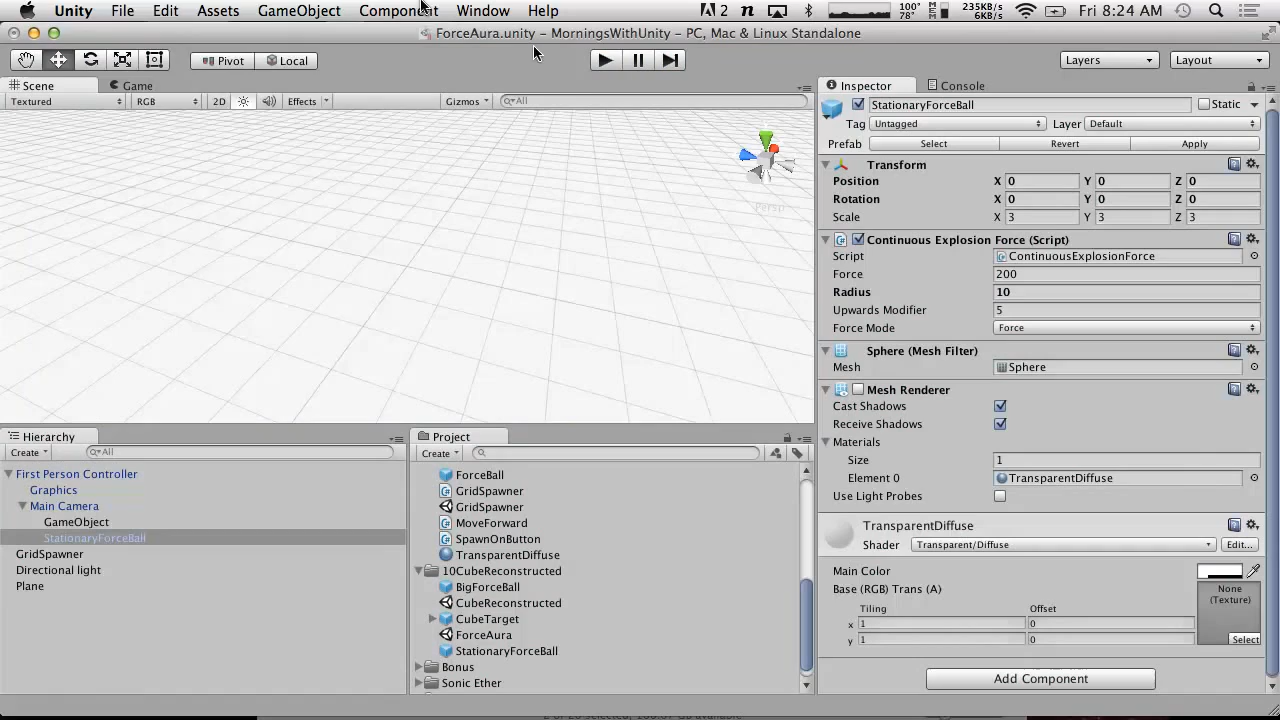 Unity File Edit Assets GameObject Component Window Help 2 n 100% 78° MEM 235KB/s 6KB/s Fri 8:24 AM
ForceAura.unity – MorningsWithUnity – PC, Mac & Linux Standalone
Pivot Local Layers Layout
Scene Game
Textured RGB 2D Effects Gizmos All
Persp
Hierarchy
Create All
First Person Controller
Graphics
Main Camera
GameObject
StationaryForceBall
GridSpawner
Directional light
Plane
Project
Create
ForceBall
GridSpawner
GridSpawner
MoveForward
SpawnOnButton
TransparentDiffuse
10CubeReconstructed
BigForceBall
CubeReconstructed
CubeTarget
ForceAura
StationaryForceBall
Bonus
Sonic Ether
Inspector Console
StationaryForceBall Static
Tag Untagged Layer Default
Prefab Select Revert Apply
Transform
Position X 0 Y 0 Z 0
Rotation X 0 Y 0 Z 0
Scale X 3 Y 3 Z 3
Continuous Explosion Force (Script)
Script ContinuousExplosionForce
Force 200
Radius 10
Upwards Modifier 5
Force Mode Force
Sphere (Mesh Filter)
Mesh Sphere
Mesh Renderer
Cast Shadows
Receive Shadows
Materials
Size 1
Element 0 TransparentDiffuse
Use Light Probes
TransparentDiffuse
Shader Transparent/Diffuse Edit...
Main Color
Base (RGB) Trans (A)
None
(Texture)
Tiling Offset
x 1 0
y 1 0
Select
Add Component